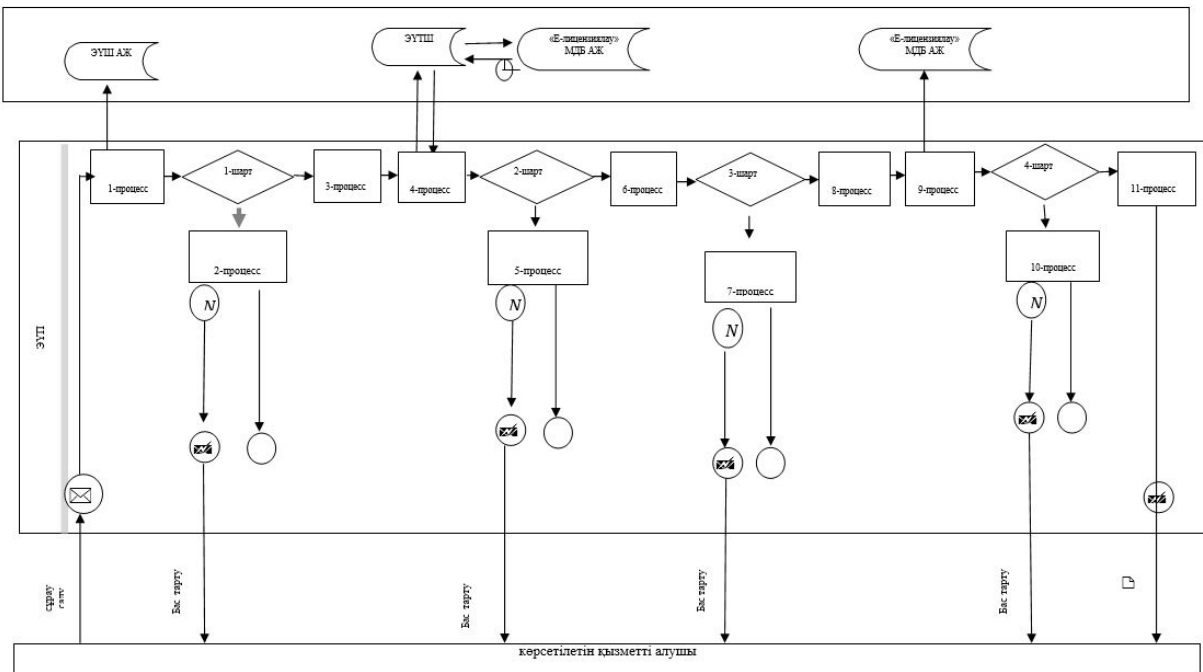 ЭҮШ АЖ
ЭҮТШ
«Е-лицензиялау»
МДБ АЖ
«Е-лицензиялау»
МДБ АЖ
1-процесс
1-шарт
3-процесс
4-процесс
2-шарт
6-процесс
3-шарт
8-процесс
9-процесс
4-шарт
11-процесс
2-процесс
5-процесс
7-процесс
10-процесс
N
N
N
N
ЭҮП
сұрау
салу
Бас тарту
Бас тарту
Бас тарту
Бас тарту
көрсетілетін қызметті алушы